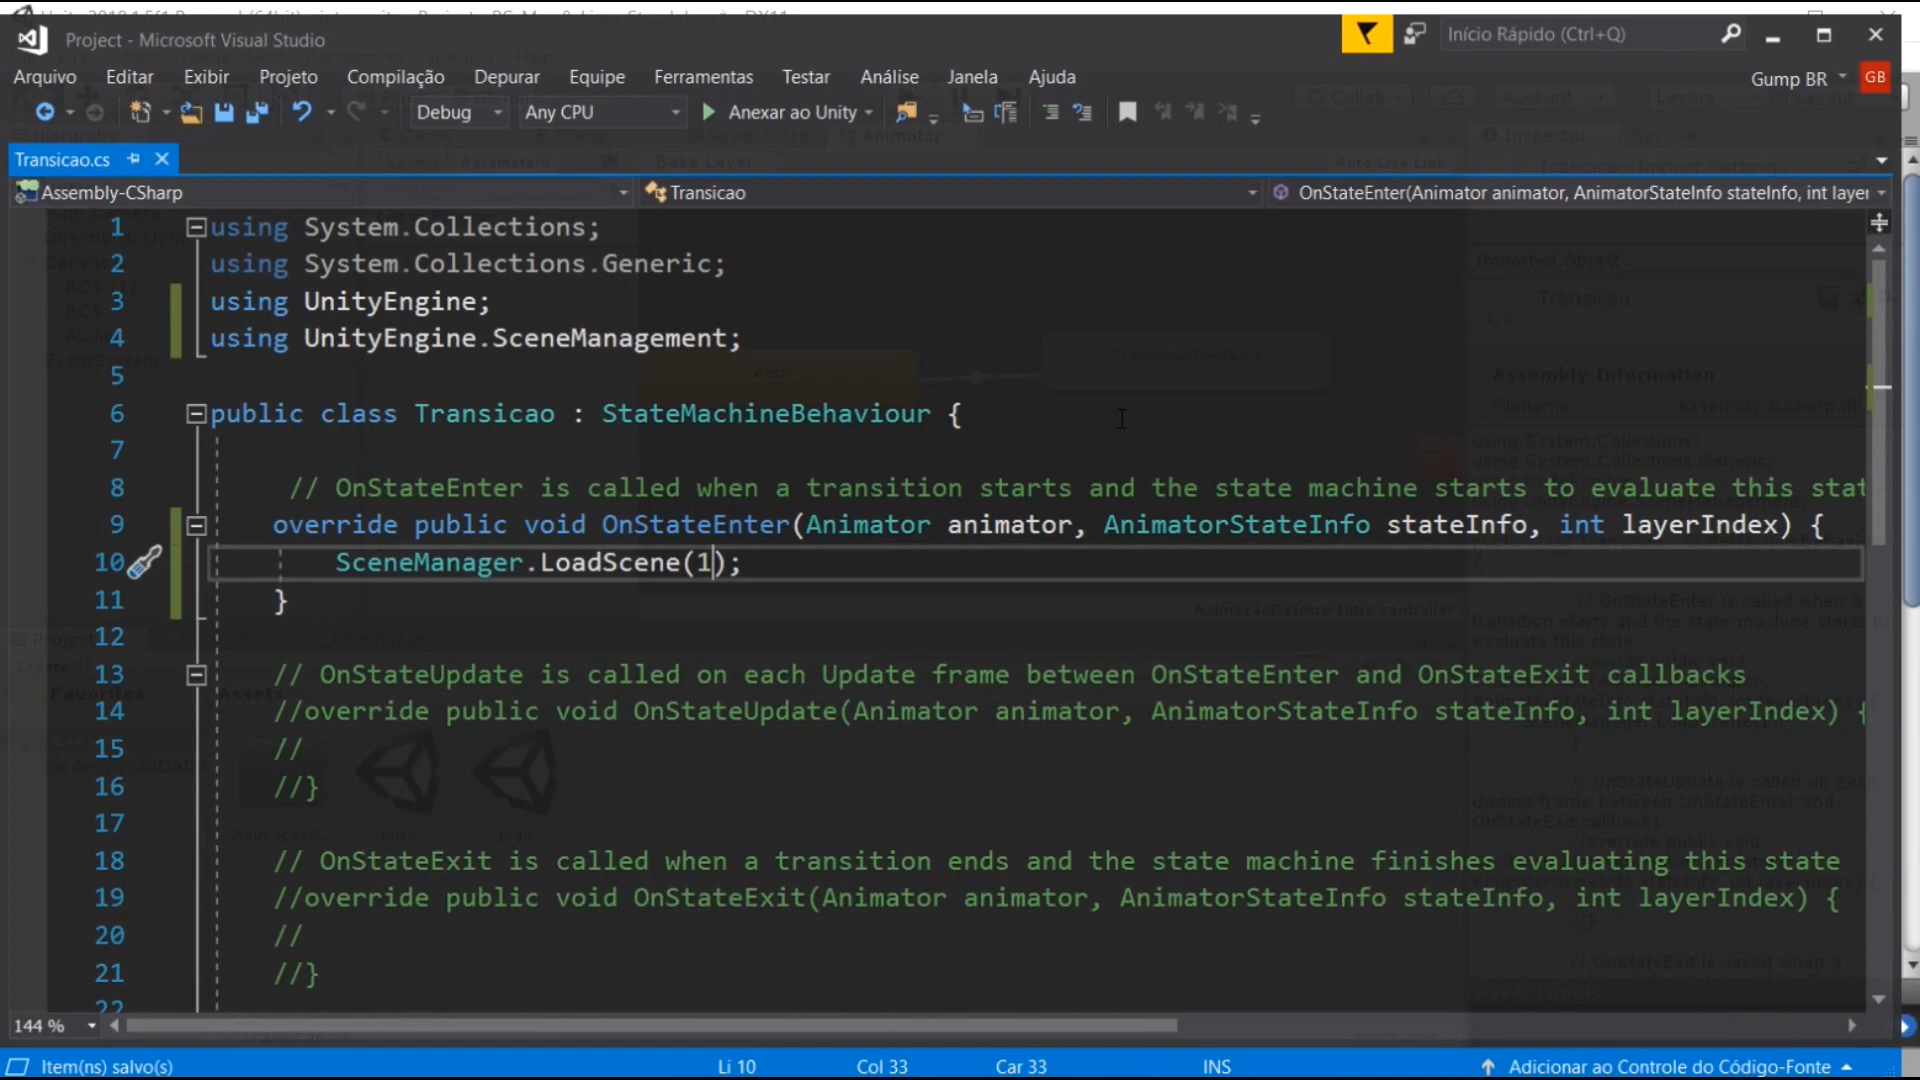 Project - Microsoft Visual Studio
Início Rápido (Ctrl+Q)
Arquivo Editar Exibir Projeto Compilação Depurar Equipe Ferramentas Testar Análise Janela Ajuda
Gump BR GB
Debug Any CPU Anexar ao Unity
Transicao.cs
Assembly-CSharp Transicao OnStateEnter(Animator animator, AnimatorStateInfo stateInfo, int layer
1 using System.Collections;
2 using System.Collections.Generic;
3 using UnityEngine;
4 using UnityEngine.SceneManagement;
5
6 public class Transicao : StateMachineBehaviour {
7
8 // OnStateEnter is called when a transition starts and the state machine starts to evaluate this stat
9 override public void OnStateEnter(Animator animator, AnimatorStateInfo stateInfo, int layerIndex) {
10 SceneManager.LoadScene(1);
11 }
12
13 // OnStateUpdate is called on each Update frame between OnStateEnter and OnStateExit callbacks
14 //override public void OnStateUpdate(Animator animator, AnimatorStateInfo stateInfo, int layerIndex) {
15 //
16 //}
17
18 // OnStateExit is called when a transition ends and the state machine finishes evaluating this state
19 //override public void OnStateExit(Animator animator, AnimatorStateInfo stateInfo, int layerIndex) {
20 //
21 //}
22
144 %
Item(ns) salvo(s) Li 10 Col 33 Car 33 INS Adicionar ao Controle do Código-Fonte